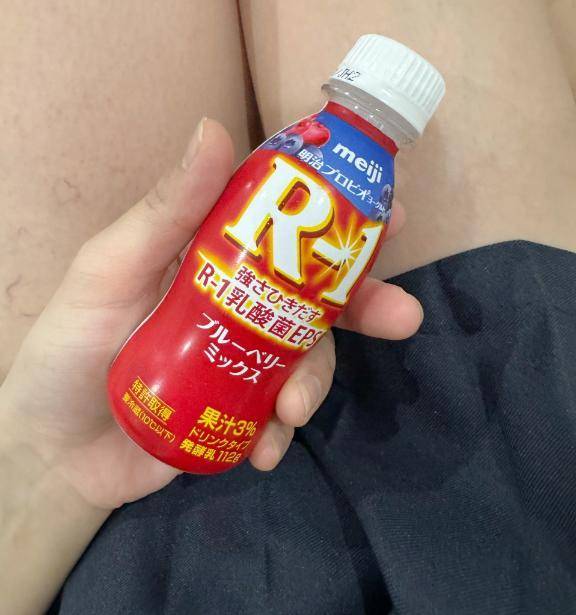 meiji
明治プロビオヨーグルト
R-1
強さひきだす
R-1乳酸菌EPS
ブルーベリー
ミックス
特許取得
要冷蔵(10℃以下)
果汁3%
ドリンクタイプ
発酵乳 112g